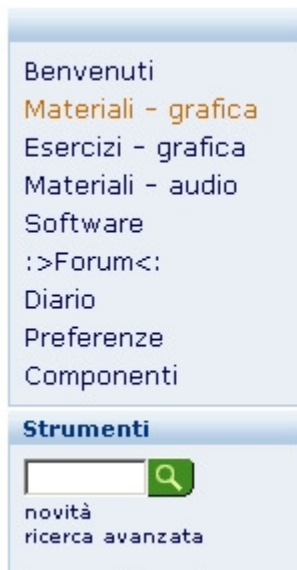 Benvenuti
Materiali - grafica
Esercizi - grafica
Materiali - audio
Software
:>Forum<:
Diario
Preferenze
Componenti
Strumenti
novità
ricerca avanzata